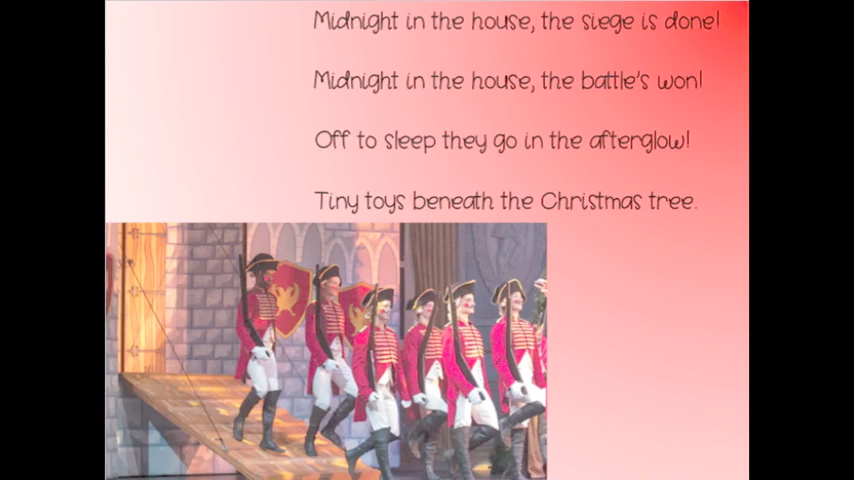 Midnight in the house, the siege is done!
Midnight in the house, the battle's won!
Off to sleep they go in the afterglow!
Tiny toys beneath the Christmas tree.